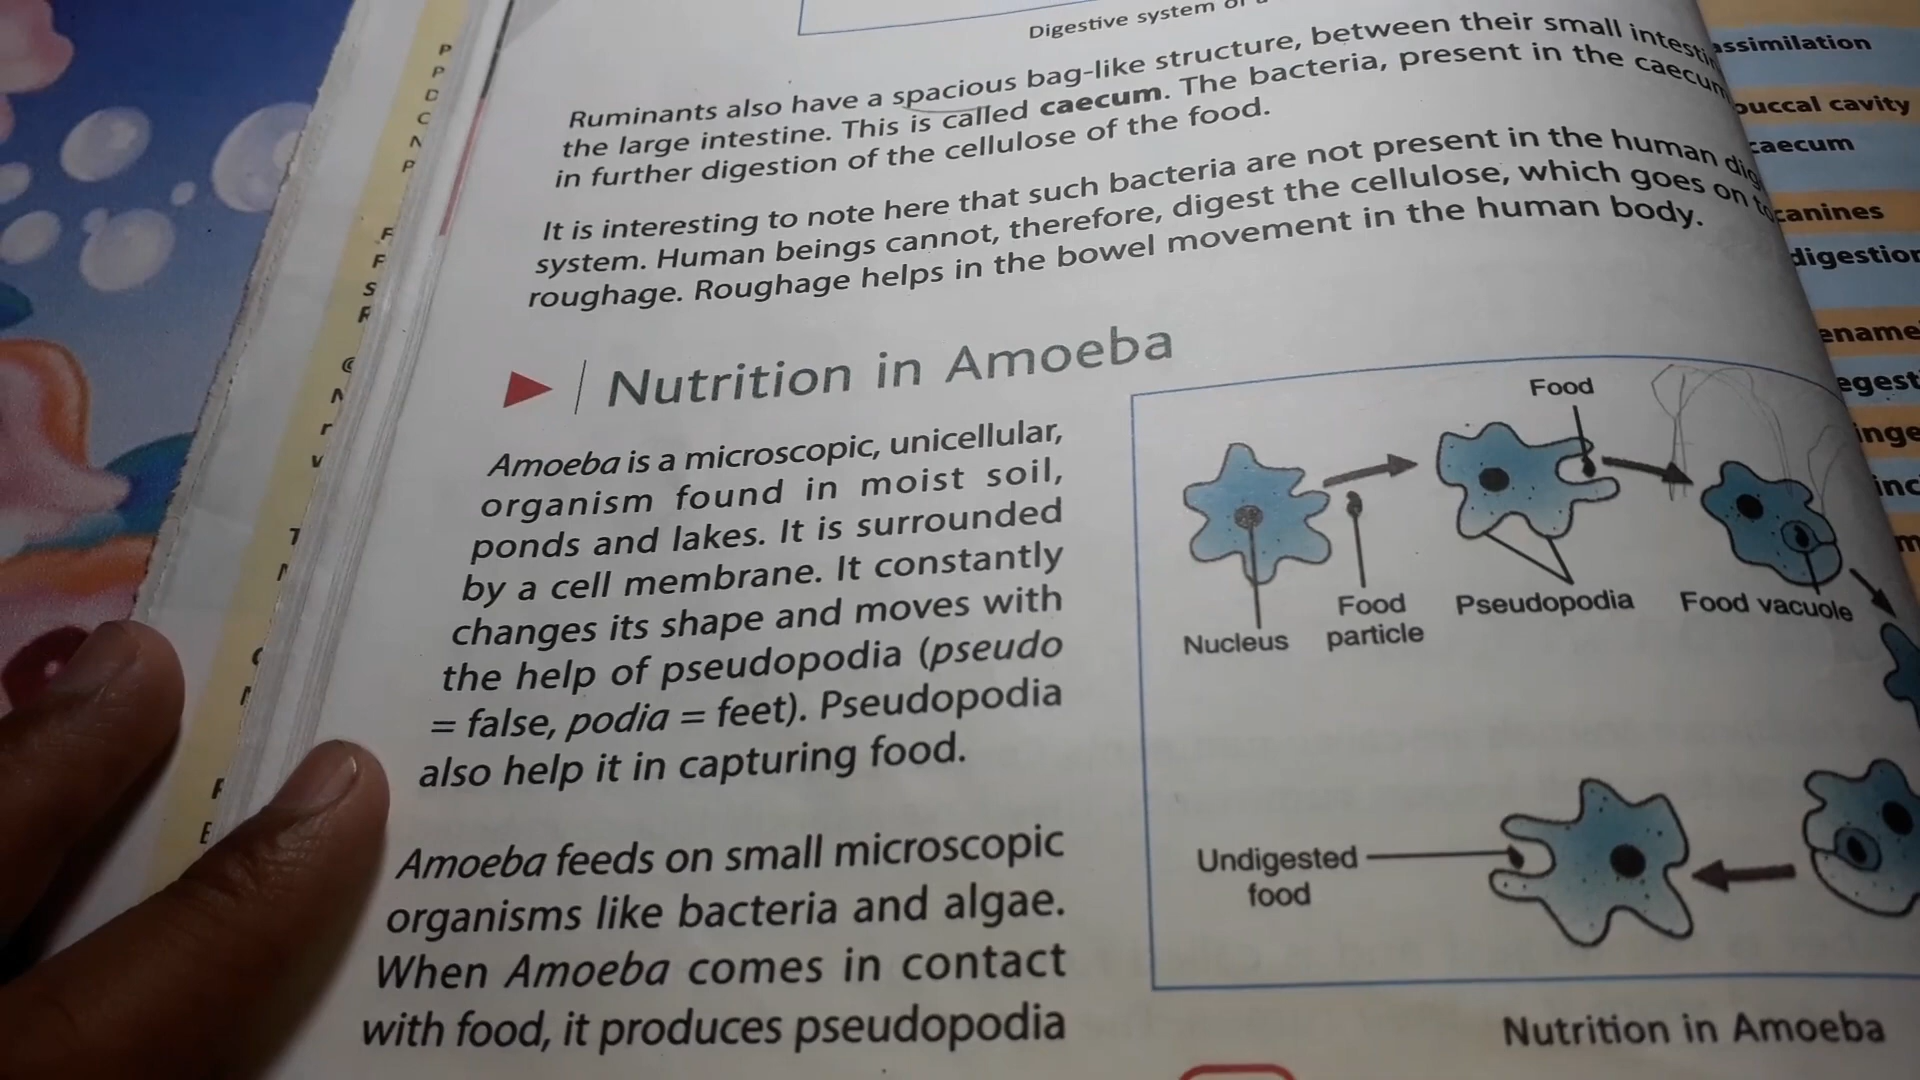 Digestive system
Ruminants also have a spacious bag-like structure, between their small
the large intestine. This is called caecum. The bacteria, present in the caecum
in further digestion of the cellulose of the food.
It is interesting to note here that such bacteria are not present in the human
system. Human beings cannot, therefore, digest the cellulose, which goes on to
roughage. Roughage helps in the bowel movement in the human body.
Nutrition in Amoeba
Amoeba is a microscopic, unicellular,
organism found in moist soil,
ponds and lakes. It is surrounded
by a cell membrane. It constantly
changes its shape and moves with
the help of pseudopodia (pseudo
= false, podia = feet). Pseudopodia
also help it in capturing food.
Amoeba feeds on small microscopic
organisms like bacteria and algae.
When Amoeba comes in contact
with food, it produces pseudopodia
Food
Nucleus
Food
particle
Pseudopodia
Food vacuole
Undigested
food
Nutrition in Amoeba
assimilation
buccal cavity
caecum
canines
digestion